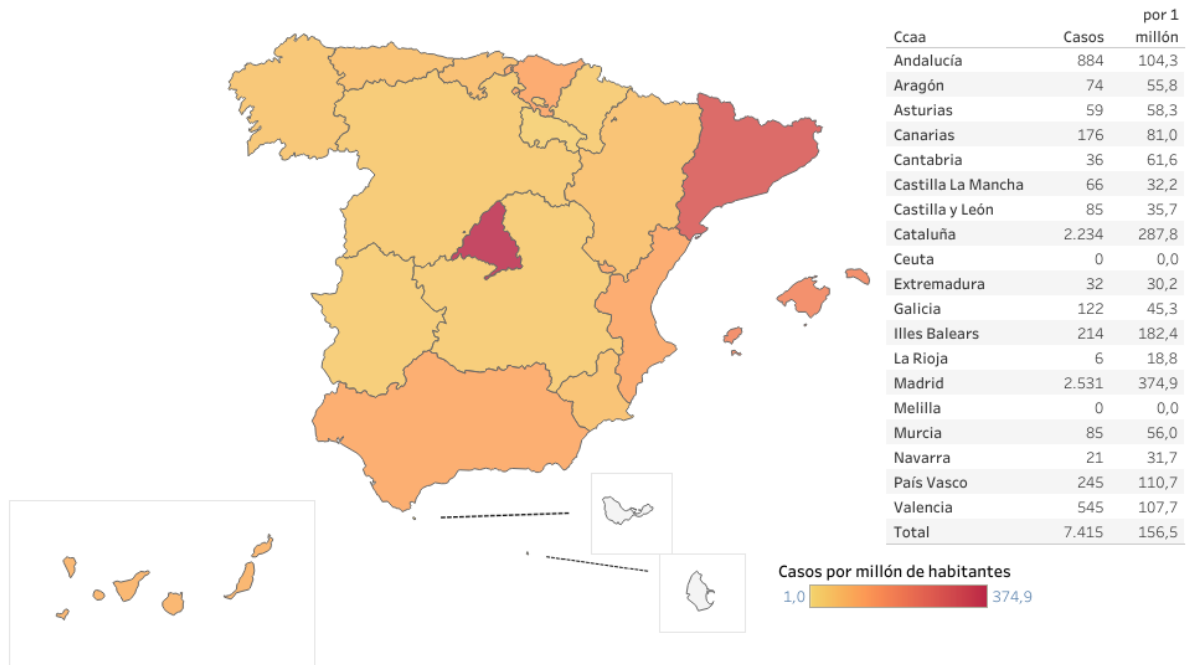 por 1
Ccaa Casos millón
Andalucía 884 104,3
Aragón 74 55,8
Asturias 59 58,3
Canarias 176 81,0
Cantabria 36 61,6
Castilla La Mancha 66 32,2
Castilla y León 85 35,7
Cataluña 2.234 287,8
Ceuta 0 0,0
Extremadura 32 30,2
Galicia 122 45,3
Illes Balears 214 182,4
La Rioja 6 18,8
Madrid 2.531 374,9
Melilla 0 0,0
Murcia 85 56,0
Navarra 21 31,7
País Vasco 245 110,7
Valencia 545 107,7
Total 7.415 156,5
Casos por millón de habitantes
1,0 374,9